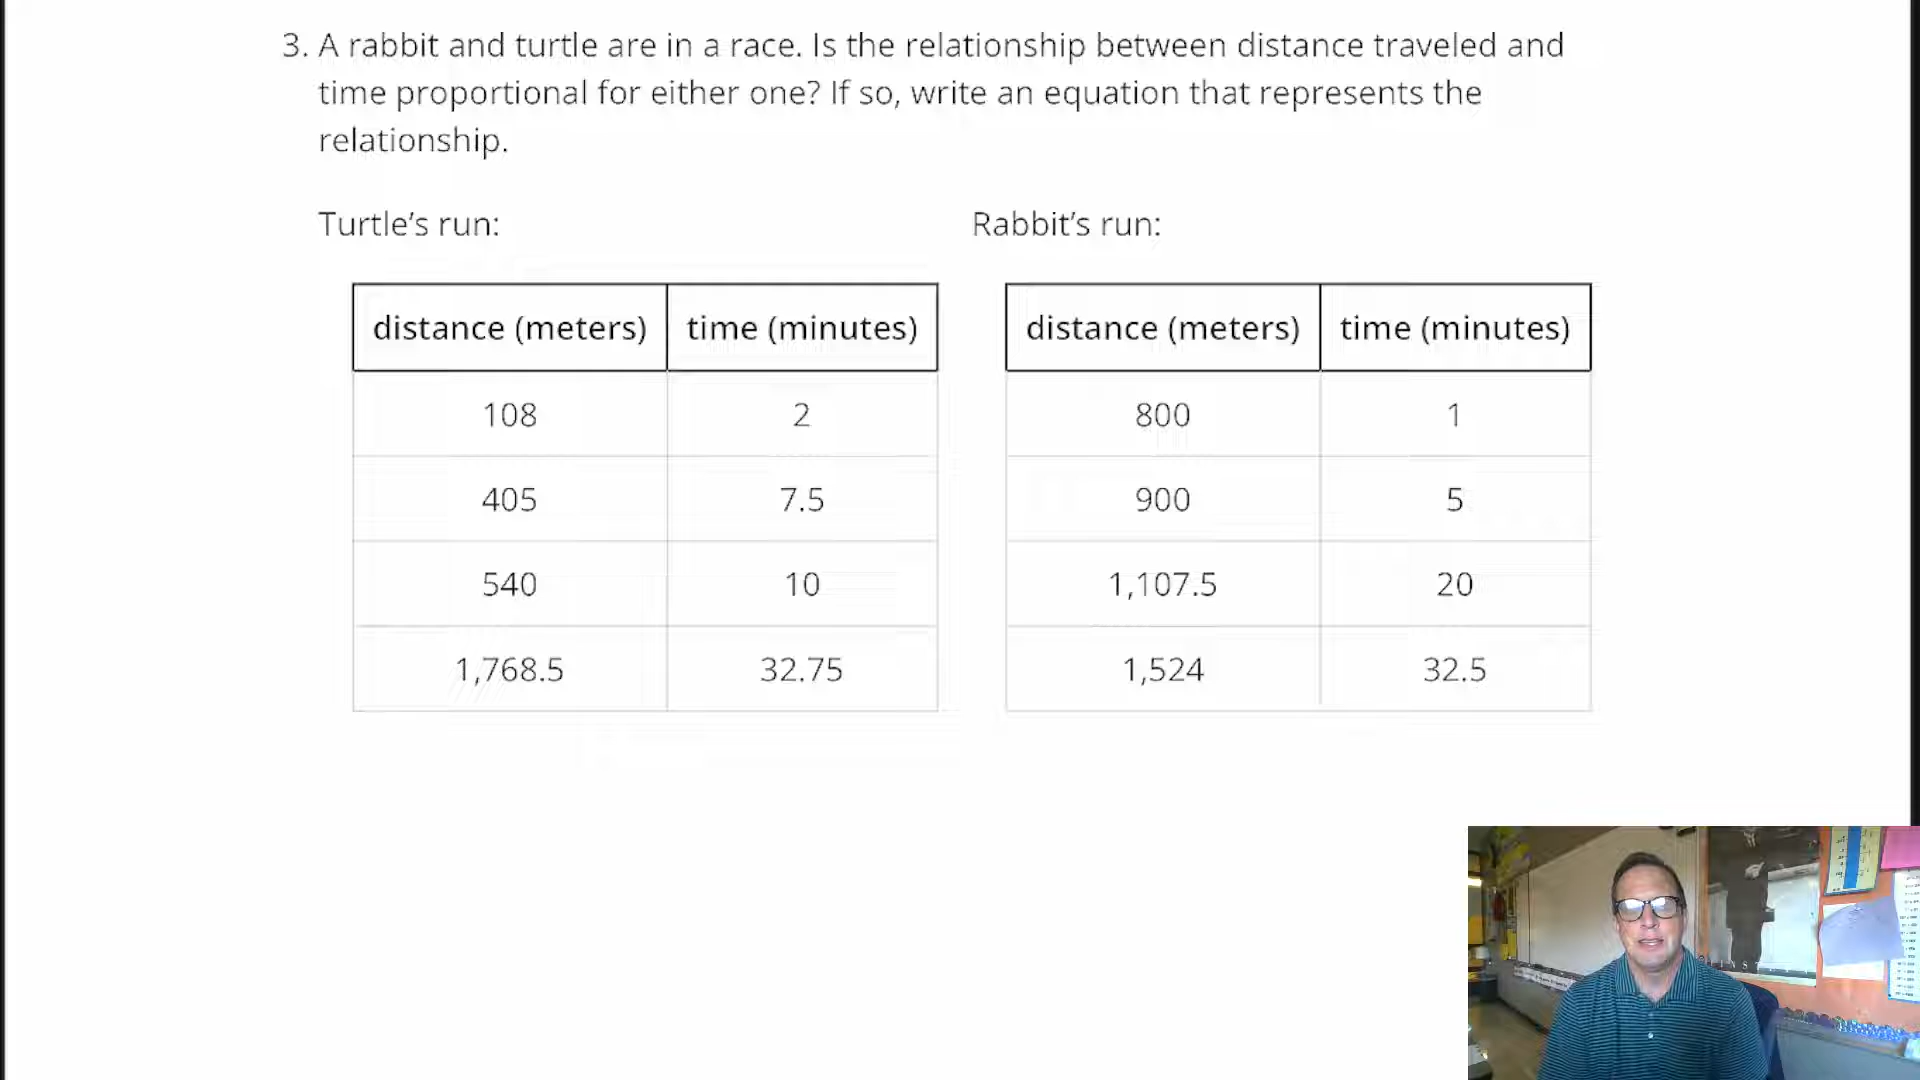 3. A rabbit and turtle are in a race. Is the relationship between distance traveled and
time proportional for either one? If so, write an equation that represents the
relationship.
Turtle’s run:
distance (meters) time (minutes)
108 2
405 7.5
540 10
1,768.5 32.75
Rabbit’s run:
distance (meters) time (minutes)
800 1
900 5
1,107.5 20
1,524 32.5